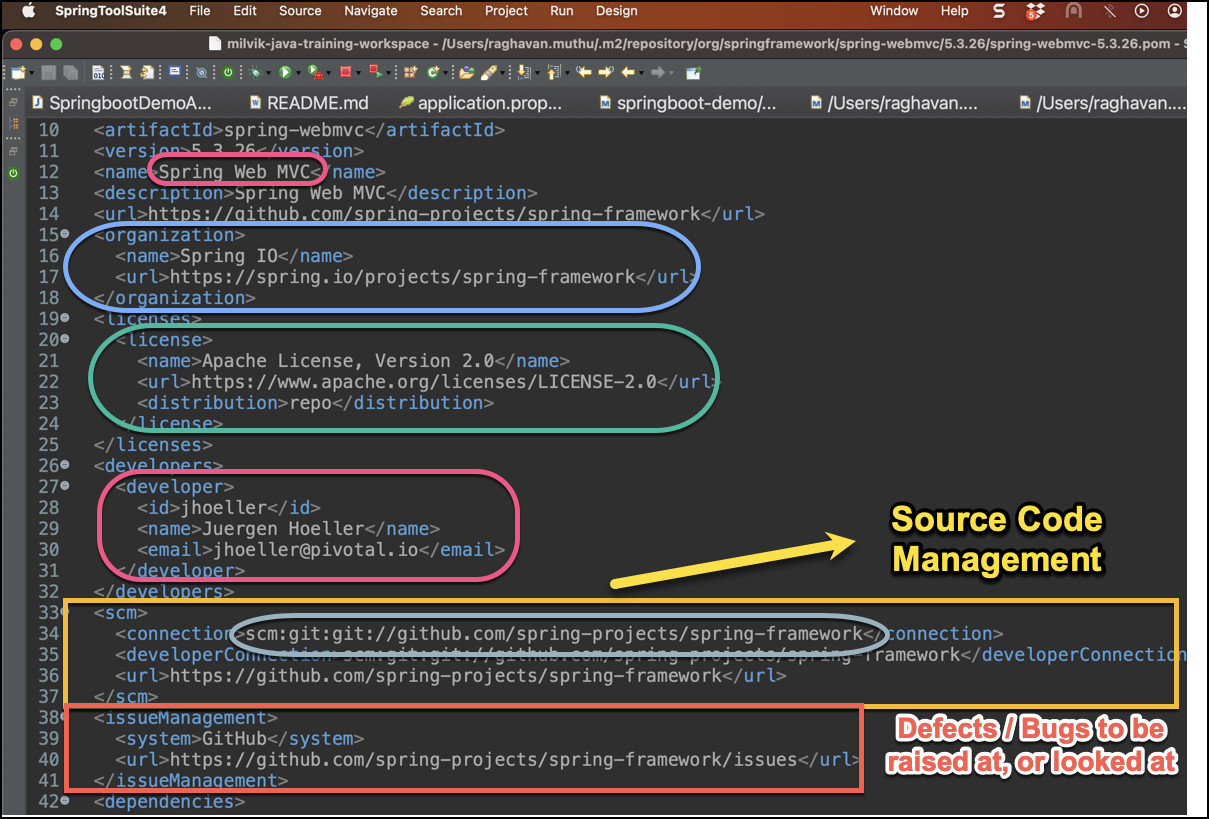 SpringToolSuite4 File Edit Source Navigate Search Project Run Design Window Help
milvik-java-training-workspace - /Users/raghavan.muthu/.m2/repository/org/springframework/spring-webmvc/5.3.26/spring-webmvc-5.3.26.pom - S
SpringbootDemoA... README.md application.prop... springboot-demo/... /Users/raghavan.... /Users/raghavan....
10 <artifactId>spring-webmvc</artifactId>
11 <version>5.3.26</version>
12 <name>Spring Web MVC</name>
13 <description>Spring Web MVC</description>
14 <url>https://github.com/spring-projects/spring-framework</url>
15 <organization>
16 <name>Spring IO</name>
17 <url>https://spring.io/projects/spring-framework</url>
18 </organization>
19 <licenses>
20 <license>
21 <name>Apache License, Version 2.0</name>
22 <url>https://www.apache.org/licenses/LICENSE-2.0</url>
23 <distribution>repo</distribution>
24 </license>
25 </licenses>
26 <developers>
27 <developer>
28 <id>jhoeller</id>
29 <name>Juergen Hoeller</name>
30 <email>jhoeller@pivotal.io</email>
31 </developer>
32 </developers>
Source Code
Management
33 <scm>
34 <connection>scm:git:git://github.com/spring-projects/spring-framework</connection>
35 <developerConnection>scm:git:git://github.com/spring-projects/spring-framework</developerConnection
36 <url>https://github.com/spring-projects/spring-framework</url>
37 </scm>
38 <issueManagement>
39 <system>GitHub</system>
40 <url>https://github.com/spring-projects/spring-framework/issues</url>
41 </issueManagement>
42 <dependencies>
Defects / Bugs to be
raised at, or looked at